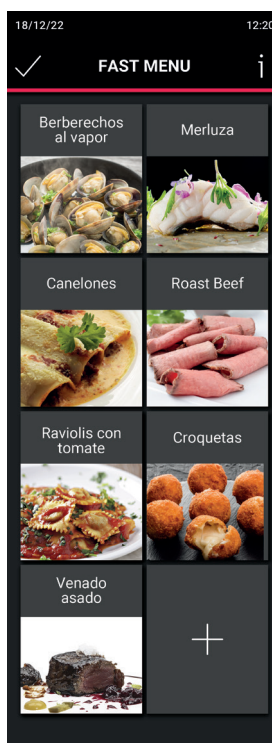 18/12/22 12:20
FAST MENU i
Berberechos
al vapor
Merluza
Canelones
Roast Beef
Raviolis con
tomate
Croquetas
Venado
asado